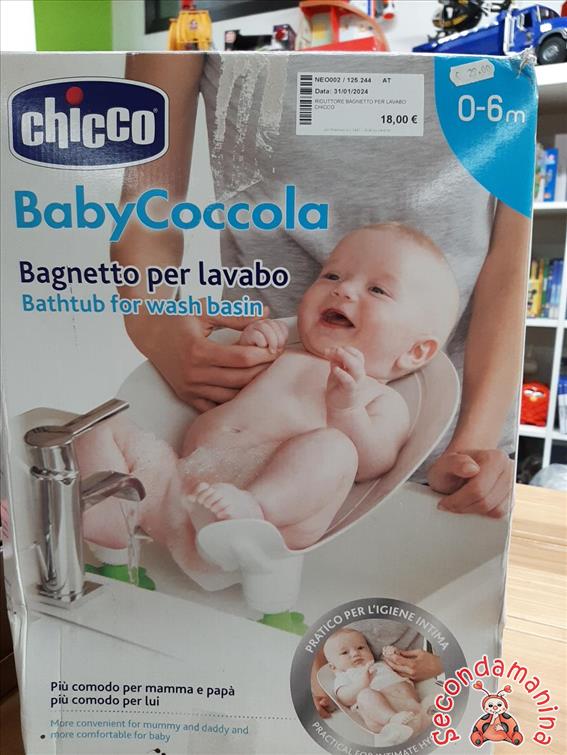 NEO002 / 125.244 AT
Data: 31/01/2024
RIDUTTORE BAGNETTO PER LAVABO
CHICCO
18,00 €
0-6m
chicco
BabyCoccola
Bagnetto per lavabo
Bathtub for wash basin
PRATICO PER L'IGIENE INTIMA
PRACTICAL FOR INTIMATE HY
Più comodo per mamma e papà
più comodo per lui
More convenient for mummy and daddy and
more comfortable for baby
secondamanina